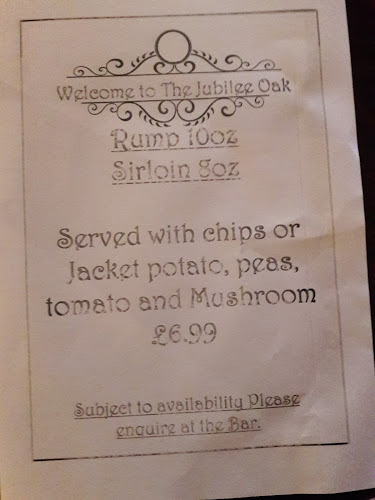 Welcome to The Jubilee Oak
Rump 10oz
Sirloin 8oz
Served with chips or
Jacket potato, peas,
tomato and Mushroom
£6.99
Subject to availability Please
enquire at the Bar.